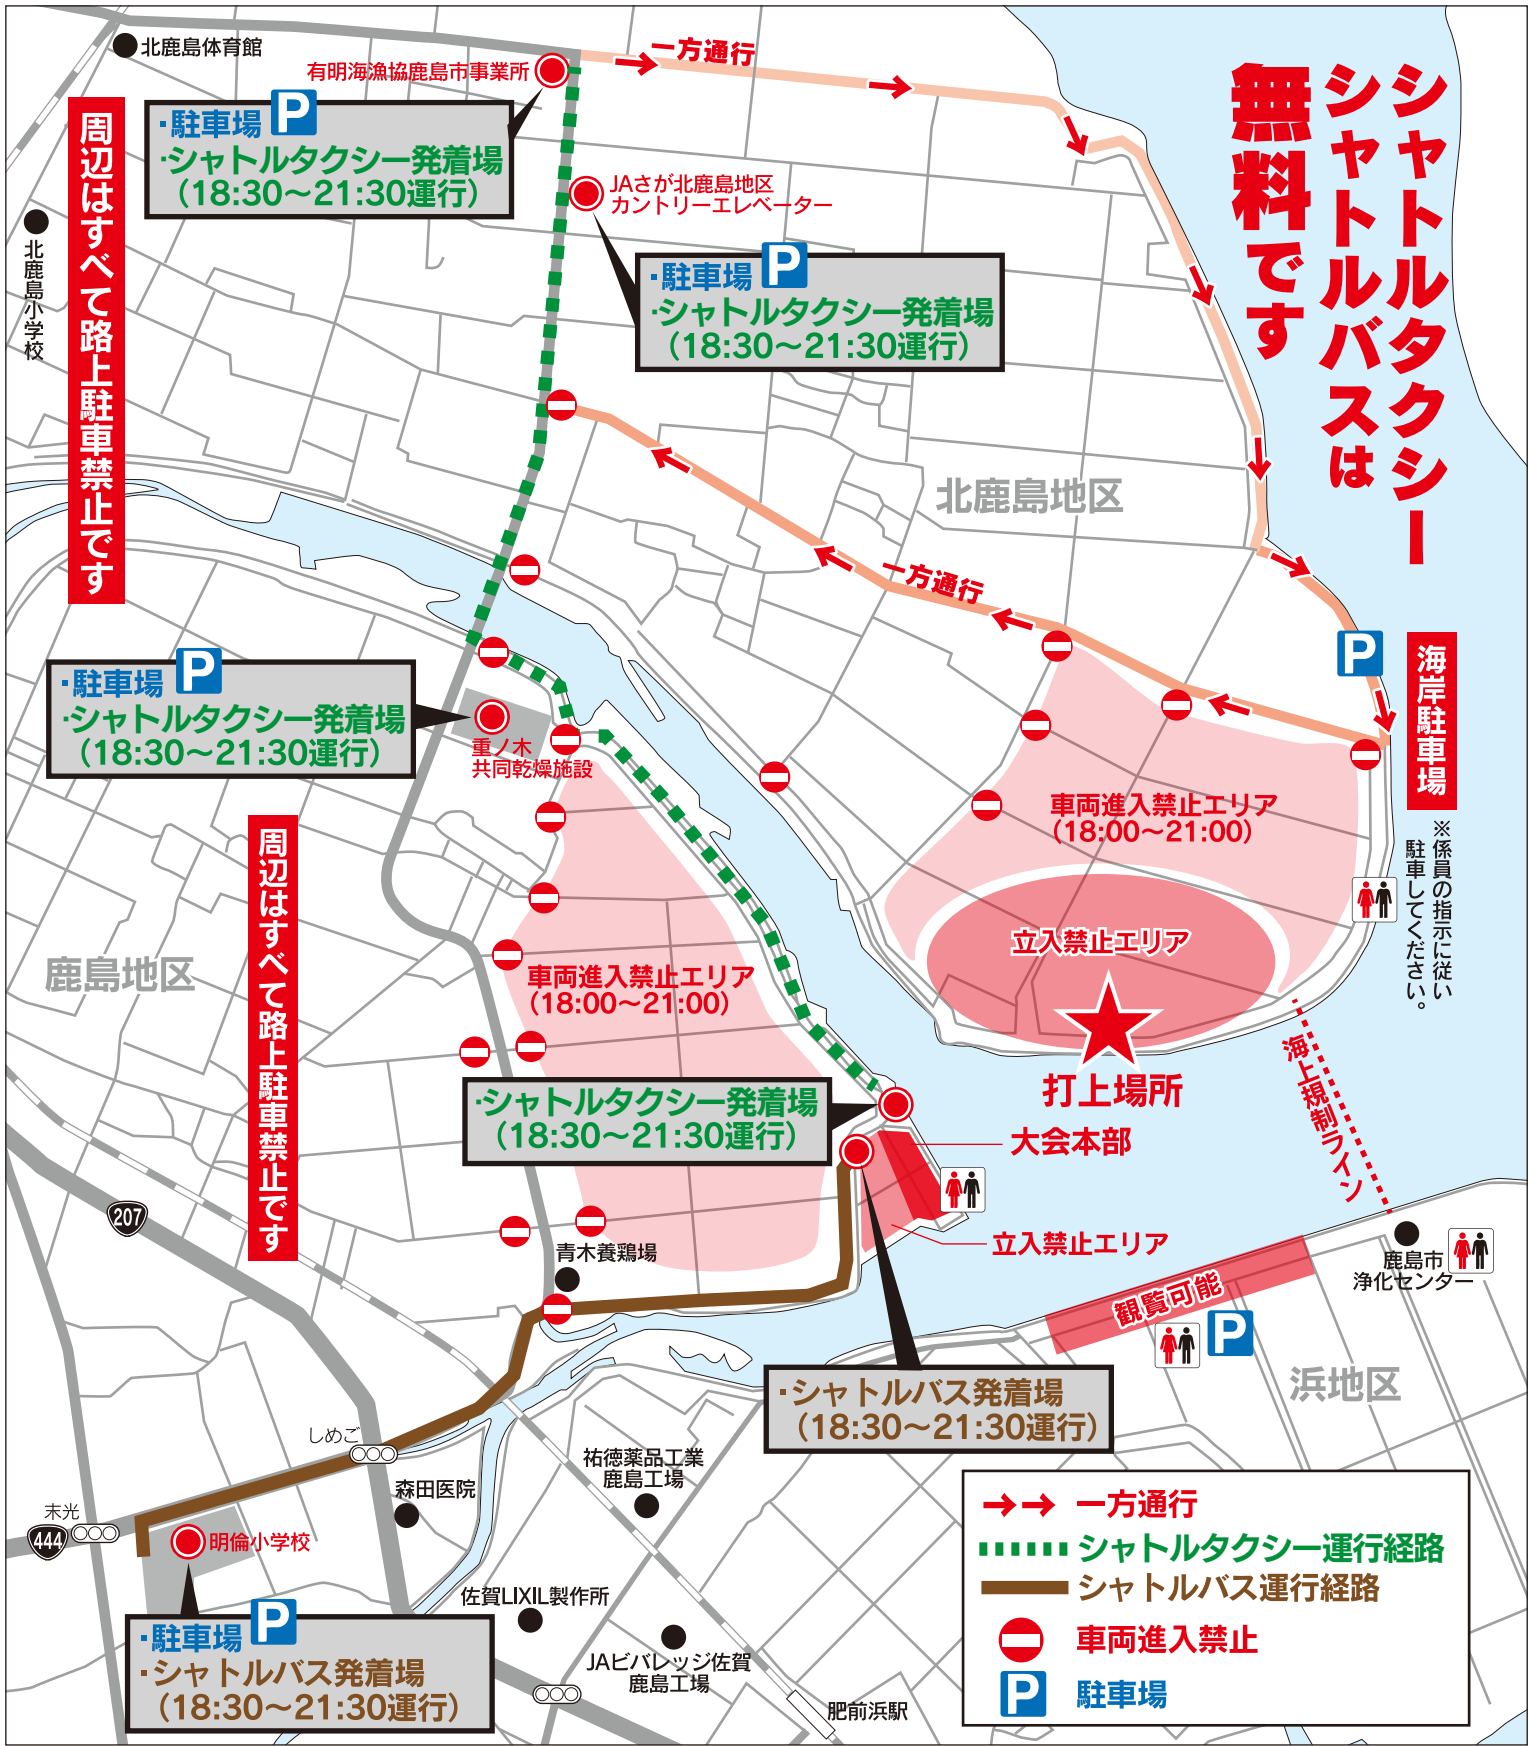 北鹿島体育館
有明海漁協鹿島市事業所
一方通行
・駐車場 P
・シャトルタクシー発着場
（18:30〜21:30運行）
周辺はすべて路上駐車禁止です
シャトルタクシー
シャトルバスは
無料です
JAさが北鹿島地区
カントリーエレベーター
北鹿島小学校
・駐車場 P
・シャトルタクシー発着場
（18:30〜21:30運行）
北鹿島地区
一方通行
P
海岸駐車場
※係員の指示に従い
駐車してください。
・駐車場 P
・シャトルタクシー発着場
（18:30〜21:30運行）
重ノ木
共同乾燥施設
車両進入禁止エリア
（18:00〜21:00）
周辺はすべて路上駐車禁止です
立入禁止エリア
鹿島地区
車両進入禁止エリア
（18:00〜21:00）
打上場所
海上規制ライン
・シャトルタクシー発着場
（18:30〜21:30運行）
大会本部
立入禁止エリア
207
青木養鶏場
鹿島市
浄化センター
観覧可能
P
浜地区
・シャトルバス発着場
（18:30〜21:30運行）
しめご
森田医院
祐徳薬品工業
鹿島工場
末光
444
明倫小学校
佐賀LIXIL製作所
・駐車場 P
・シャトルバス発着場
（18:30〜21:30運行）
JAビバレッジ佐賀
鹿島工場
肥前浜駅
一方通行
シャトルタクシー運行経路
シャトルバス運行経路
車両進入禁止
P 駐車場